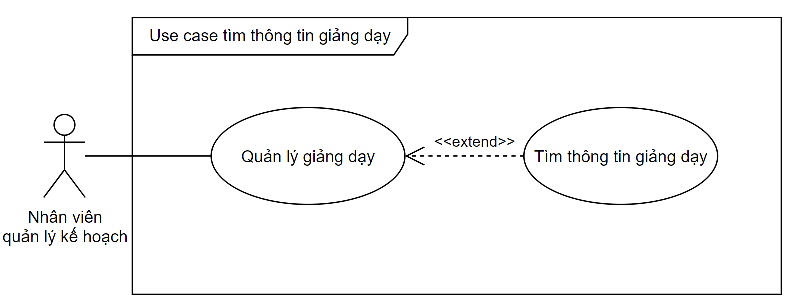 Use case tìm thông tin giảng dạy
Quản lý giảng dạy
<<extend>>
Tìm thông tin giảng dạy
Nhân viên
quản lý kế hoạch